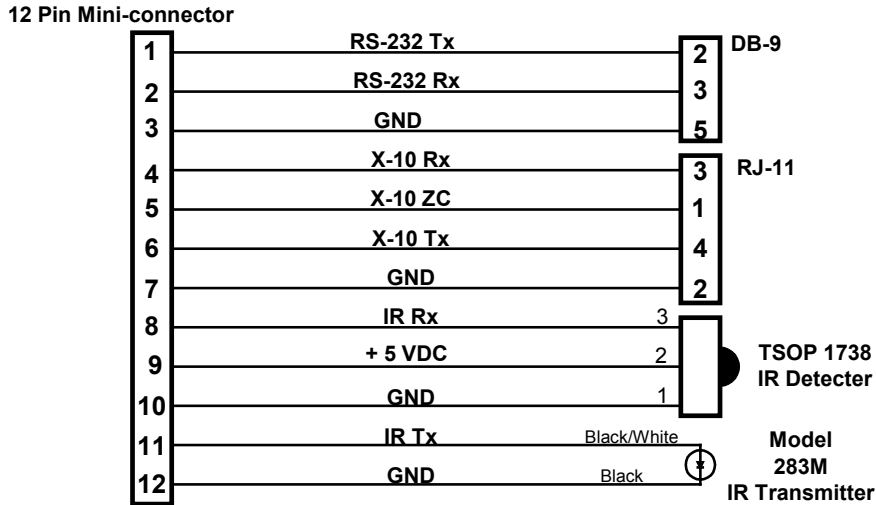 12 Pin Mini-connector
1 RS-232 Tx 2 DB-9
2 RS-232 Rx 3
3 GND 5
4 X-10 Rx 3 RJ-11
5 X-10 ZC 1
6 X-10 Tx 4
7 GND 2
8 IR Rx 3
9 + 5 VDC 2 TSOP 1738
IR Detecter
10 GND 1
11 IR Tx Black/White Model
283M
12 GND Black IR Transmitter